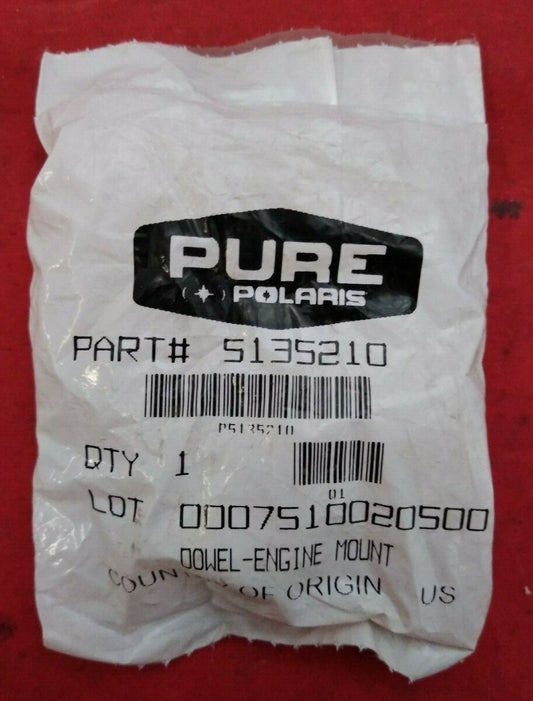 PURE
POLARIS
PART# 5135210
P5135210
QTY 1
01
LOT 0007510020500
DOWEL-ENGINE MOUNT
COUNTRY OF ORIGIN US